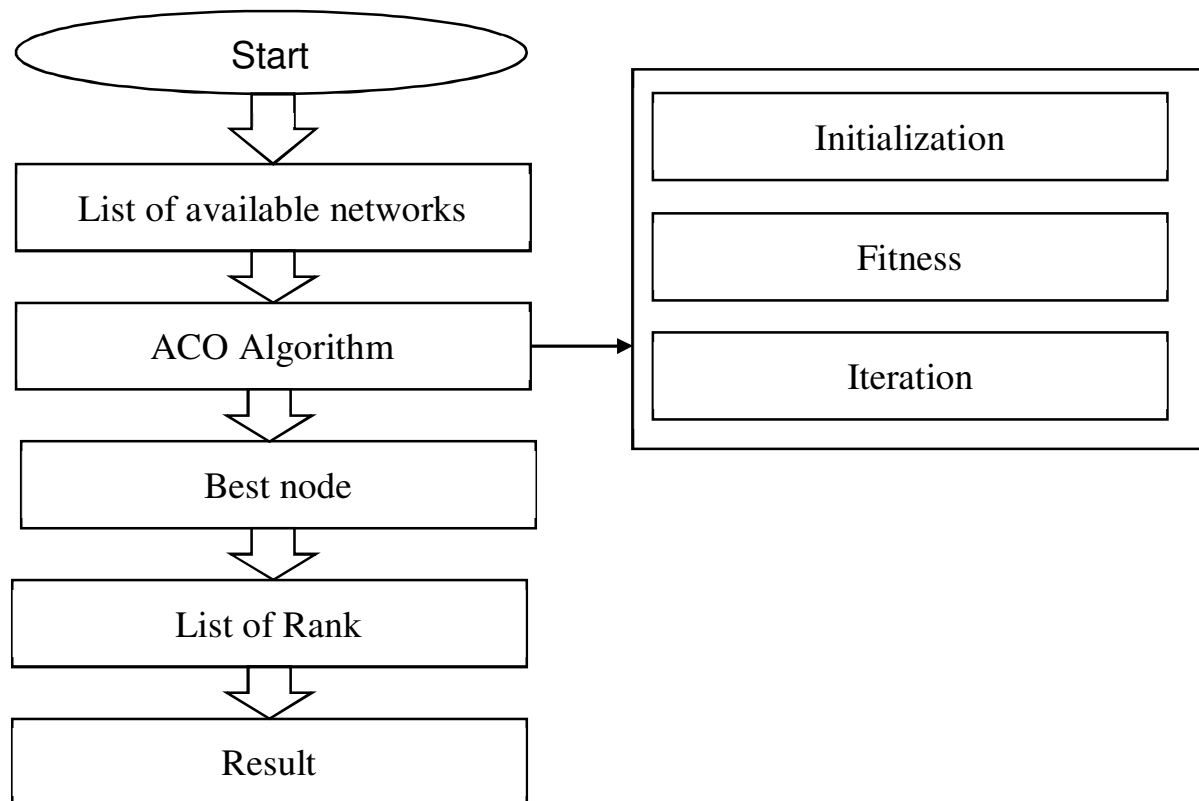 Start
List of available networks
ACO Algorithm
Best node
List of Rank
Result
Initialization
Fitness
Iteration